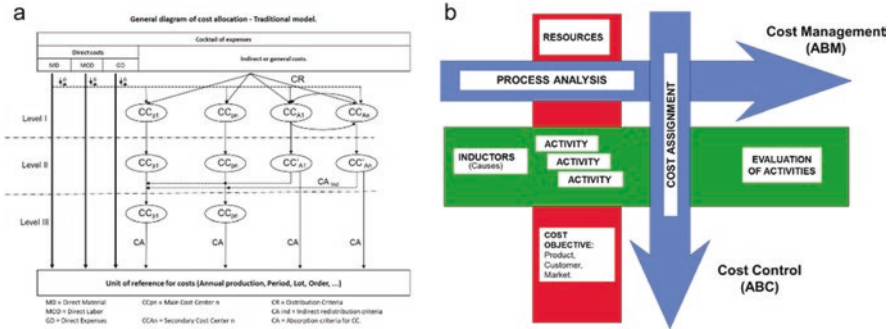 a
General diagram of cost allocation - Traditional model.
Cocktail of expenses
Direct costs
Indirect or general costs.
MD
MOD
GD
CR
Level I
CCp1
CCpn
CCA1
CCAn
Level II
CCp1
CCpn
CC'A1
CC'An
CA ind
Level III
CCp1
CCpn
CA
CA
CA
CA
Unit of reference for costs (Annual production, Period, Lot, Order, ...)
MD = Direct Material
CCpn = Main Cost Center n
CR = Distribution Criteria
MOD = Direct Labor
CA ind = Indirect redistribution criteria
GD = Direct Expenses
CCAn = Secondary Cost Center n
CA = Absorption criteria for CC.
b
RESOURCES
Cost Management
(ABM)
PROCESS ANALYSIS
COST ASSIGNMENT
INDUCTORS
(Causes)
ACTIVITY
ACTIVITY
ACTIVITY
EVALUATION
OF ACTIVITIES
COST
OBJECTIVE:
Product,
Customer,
Market.
Cost Control
(ABC)